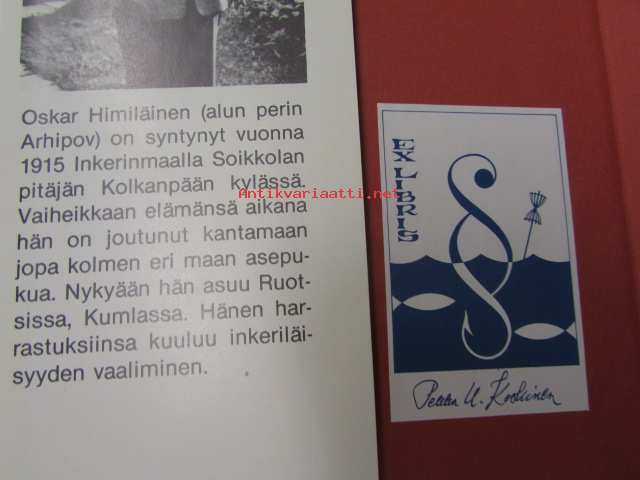 Oskar Himiläinen (alun perin
Arhipov) on syntynyt vuonna
1915 Inkerinmaalla Soikkolan
pitäjän Kolkanpään kylässä.
Vaiheikkaan elämänsä aikana
hän on joutunut kantamaan
jopa kolmen eri maan asepu-
kua. Nykyään hän asuu Ruot-
sissa, Kumlassa. Hänen har-
rastuksiinsa kuuluu inkeriläi-
syyden vaaliminen.
Antikvariaatti.net
EX LIBRIS
§
Pekka U.